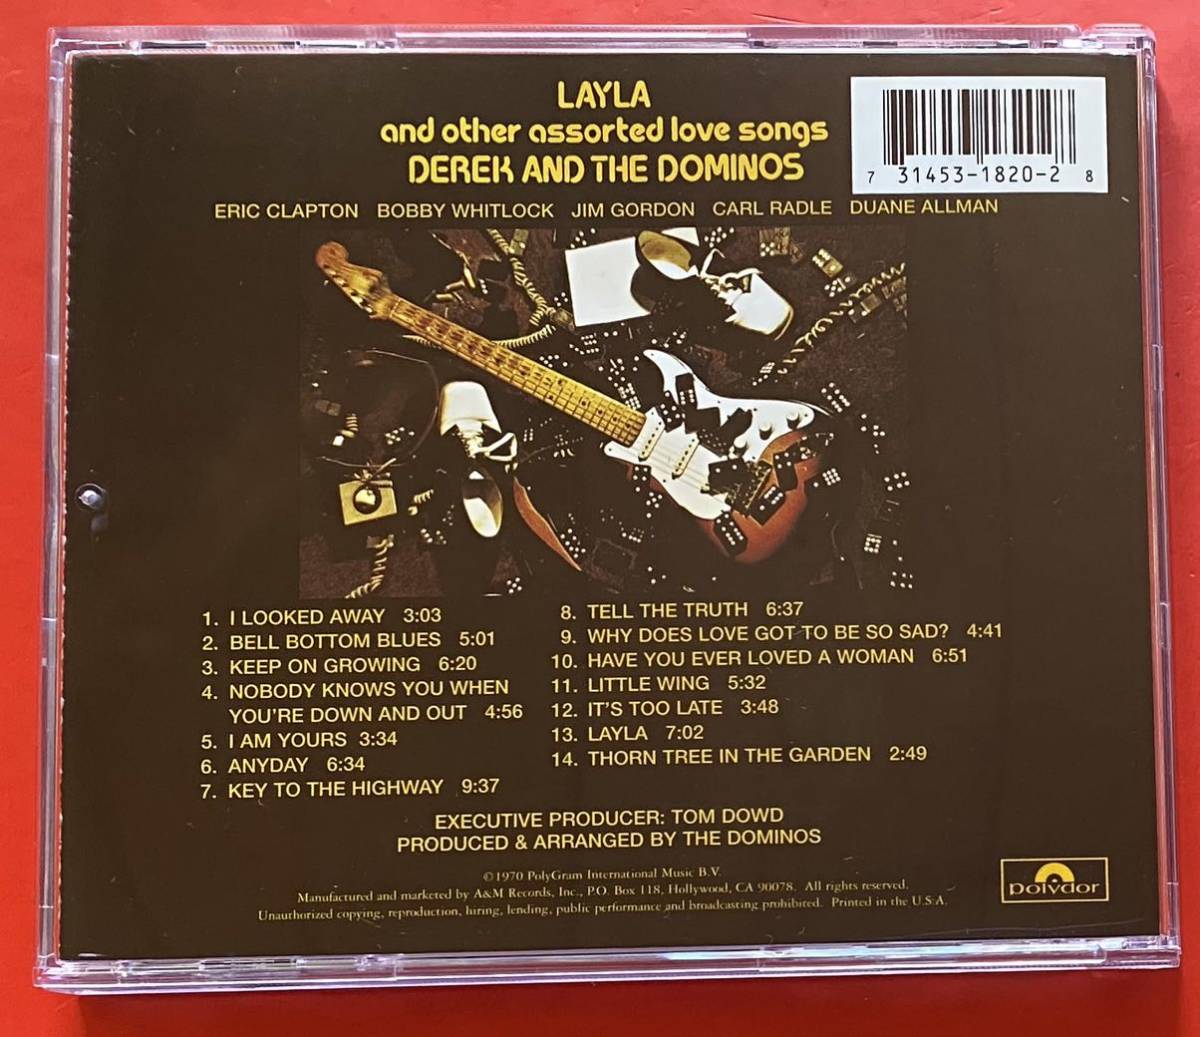 LAYLA
and other assorted love songs
DEREK AND THE DOMINOS
7 31453-1820-2 8
ERIC CLAPTON BOBBY WHITLOCK JIM GORDON CARL RADLE DUANE ALLMAN
1. I LOOKED AWAY 3:03
2. BELL BOTTOM BLUES 5:01
3. KEEP ON GROWING 6:20
4. NOBODY KNOWS YOU WHEN
YOU'RE DOWN AND OUT 4:56
5. I AM YOURS 3:34
6. ANYDAY 6:34
7. KEY TO THE HIGHWAY 9:37
8. TELL THE TRUTH 6:37
9. WHY DOES LOVE GOT TO BE SO SAD? 4:41
10. HAVE YOU EVER LOVED A WOMAN 6:51
11. LITTLE WING 5:32
12. IT'S TOO LATE 3:48
13. LAYLA 7:02
14. THORN TREE IN THE GARDEN 2:49
EXECUTIVE PRODUCER: TOM DOWD
PRODUCED & ARRANGED BY THE DOMINOS
©1970 PolyGram International Music B.V.
Manufactured and marketed by A&M Records, Inc., P.O. Box 118, Hollywood, CA 90078. All rights reserved.
Unauthorized copying, reproduction, hiring, lending, public performance and broadcasting prohibited. Printed in the U.S.A.
polydor